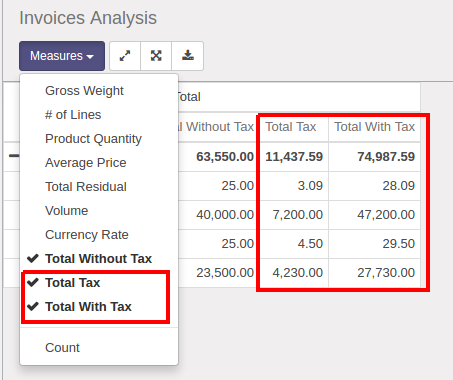 Invoices Analysis
Measures
Gross Weight
# of Lines
Product Quantity
Average Price
Total Residual
Volume
Currency Rate
Total Without Tax
Total Tax
Total With Tax
Count
Total
Without Tax Total Tax Total With Tax
63,550.00 11,437.59 74,987.59
25.00 3.09 28.09
40,000.00 7,200.00 47,200.00
25.00 4.50 29.50
23,500.00 4,230.00 27,730.00